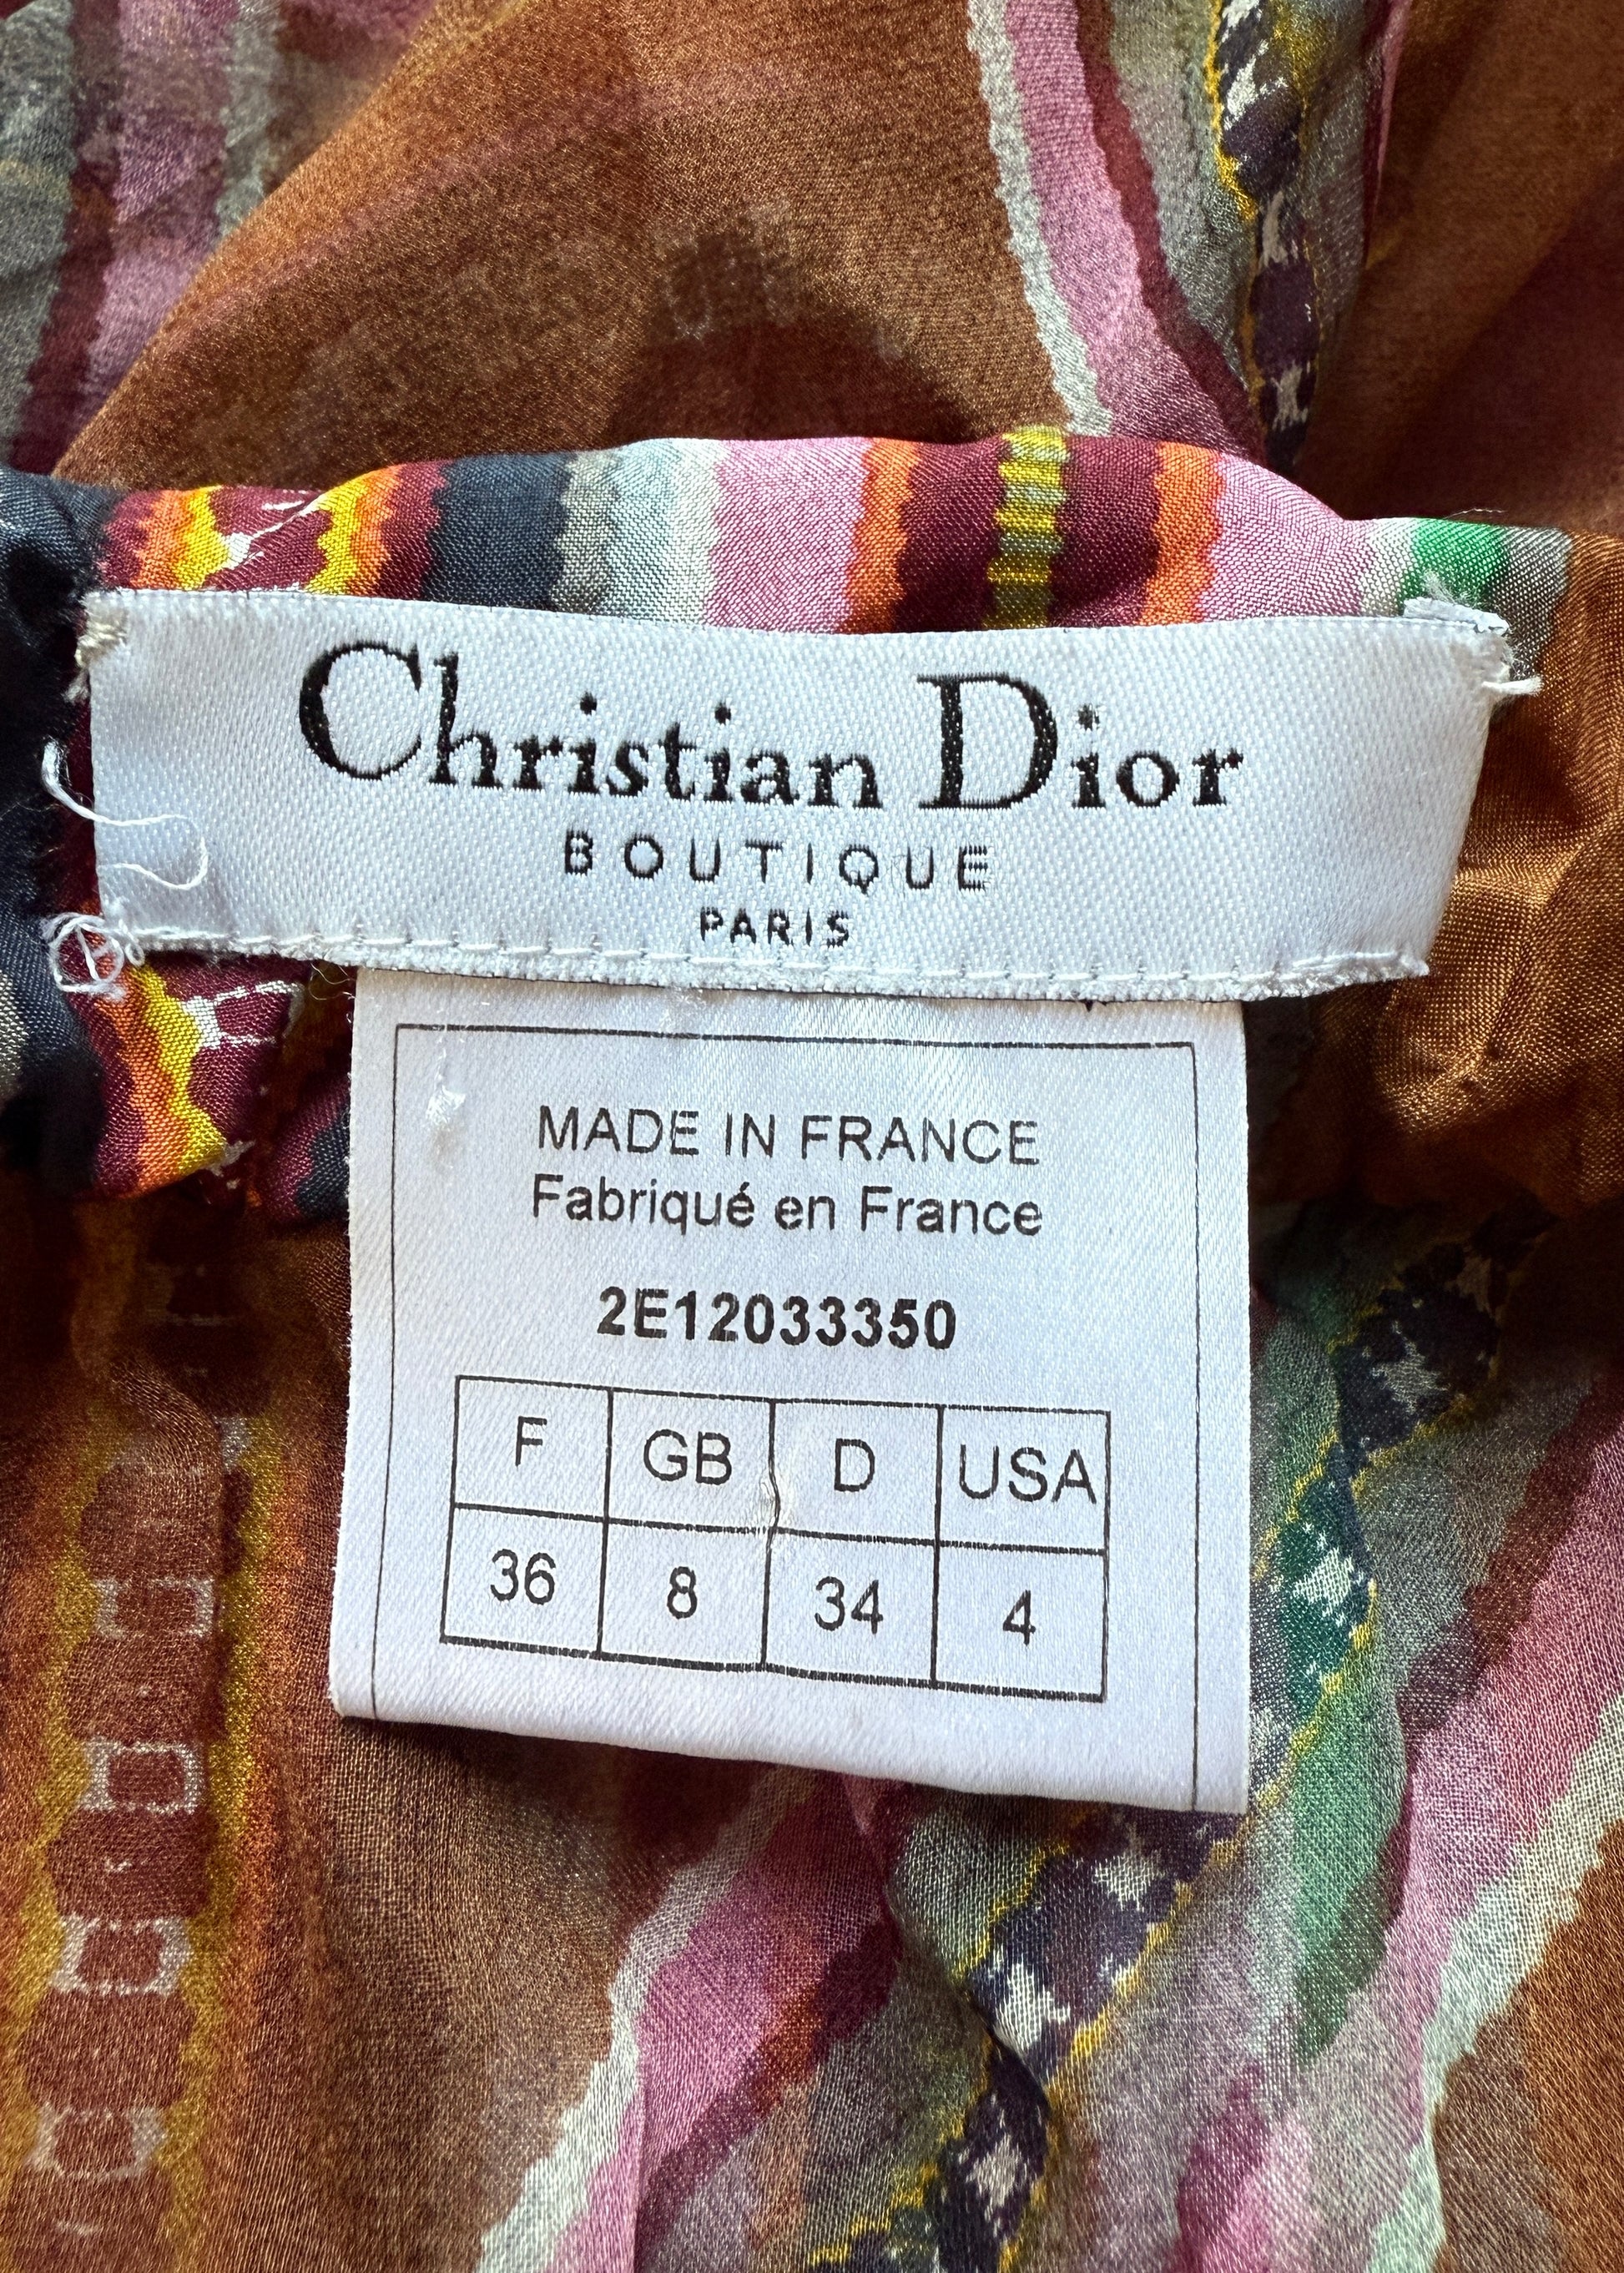 Christian Dior
BOUTIQUE
PARIS
MADE IN FRANCE
Fabriqué en France
2E12033350
F GB D USA
36 8 34 4